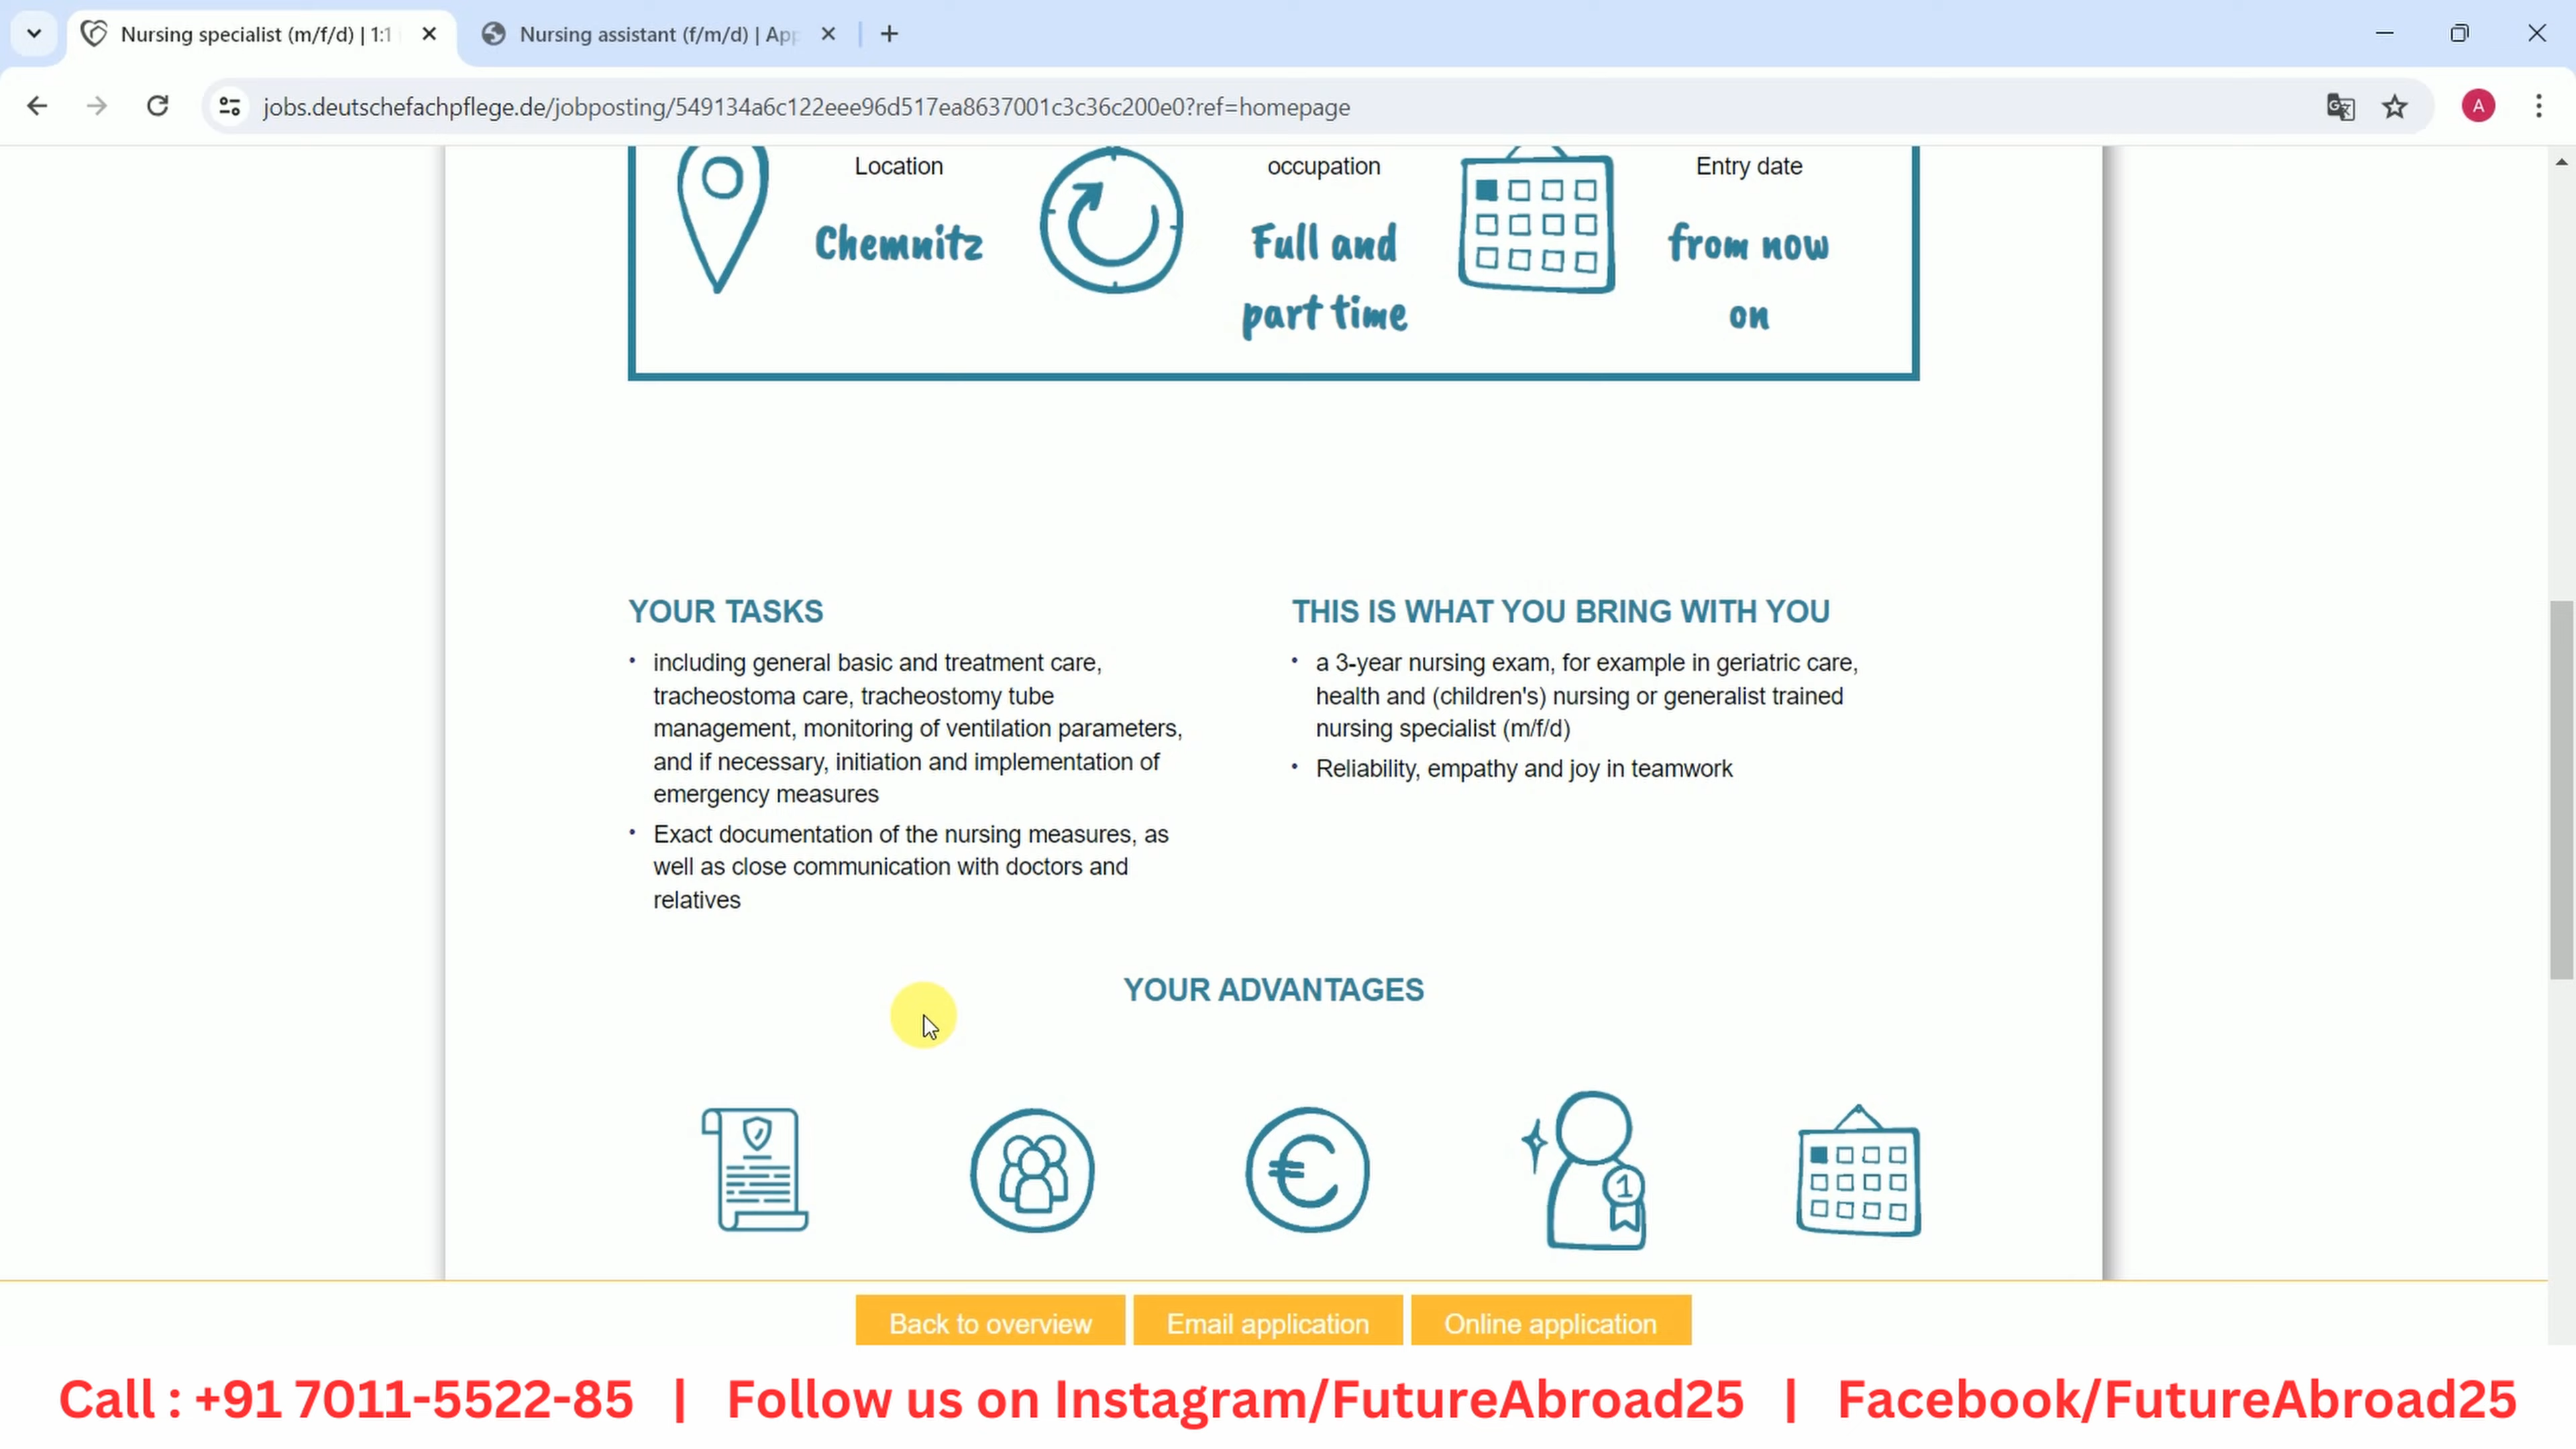 Nursing specialist (m/f/d) | 1:1
Nursing assistant (f/m/d) | App
jobs.deutschefachpflege.de/jobposting/549134a6c122eee96d517ea8637001c3c36c200e0?ref=homepage
A
Location
Chemnitz
occupation
Full and
part time
Entry date
from now
on
YOUR TASKS
• including general basic and treatment care,
tracheostoma care, tracheostomy tube
management, monitoring of ventilation parameters,
and if necessary, initiation and implementation of
emergency measures
• Exact documentation of the nursing measures, as
well as close communication with doctors and
relatives
THIS IS WHAT YOU BRING WITH YOU
• a 3-year nursing exam, for example in geriatric care,
health and (children's) nursing or generalist trained
nursing specialist (m/f/d)
• Reliability, empathy and joy in teamwork
YOUR ADVANTAGES
€
1
Back to overview
Email application
Online application
Call : +91 7011-5522-85 | Follow us on Instagram/FutureAbroad25 | Facebook/FutureAbroad25